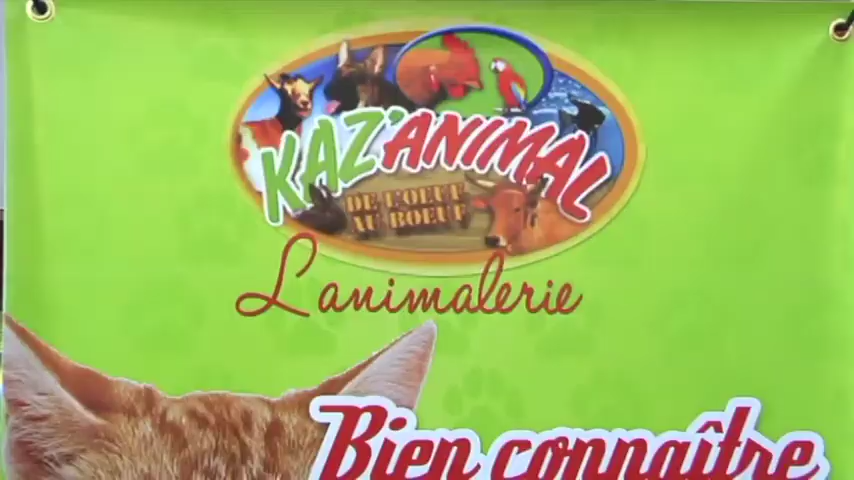 KAZ'ANIMAL
DE L'OEUF
AU BOEUF
L'animalerie
Bien connaître